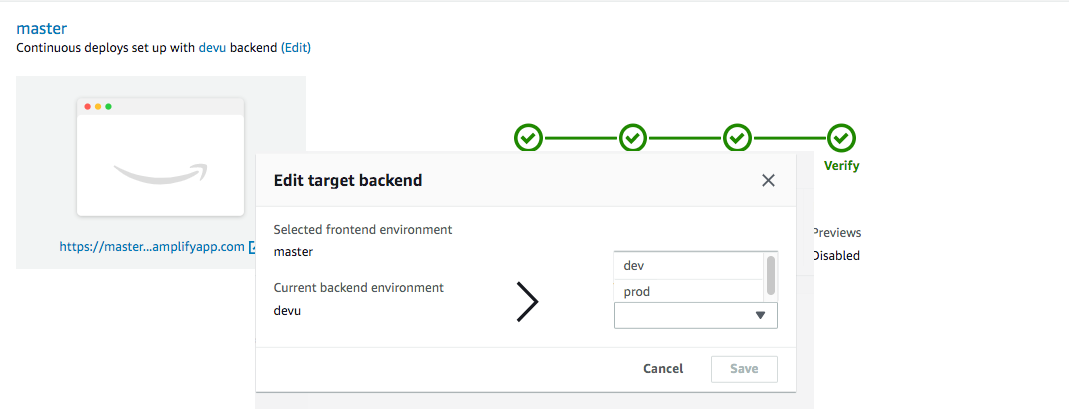 master
Continuous deploys set up with devu backend (Edit)
https://master...amplifyapp.com
Verify
Previews
Disabled
Edit target backend
Selected frontend environment
master
Current backend environment
devu
dev
prod
Cancel
Save